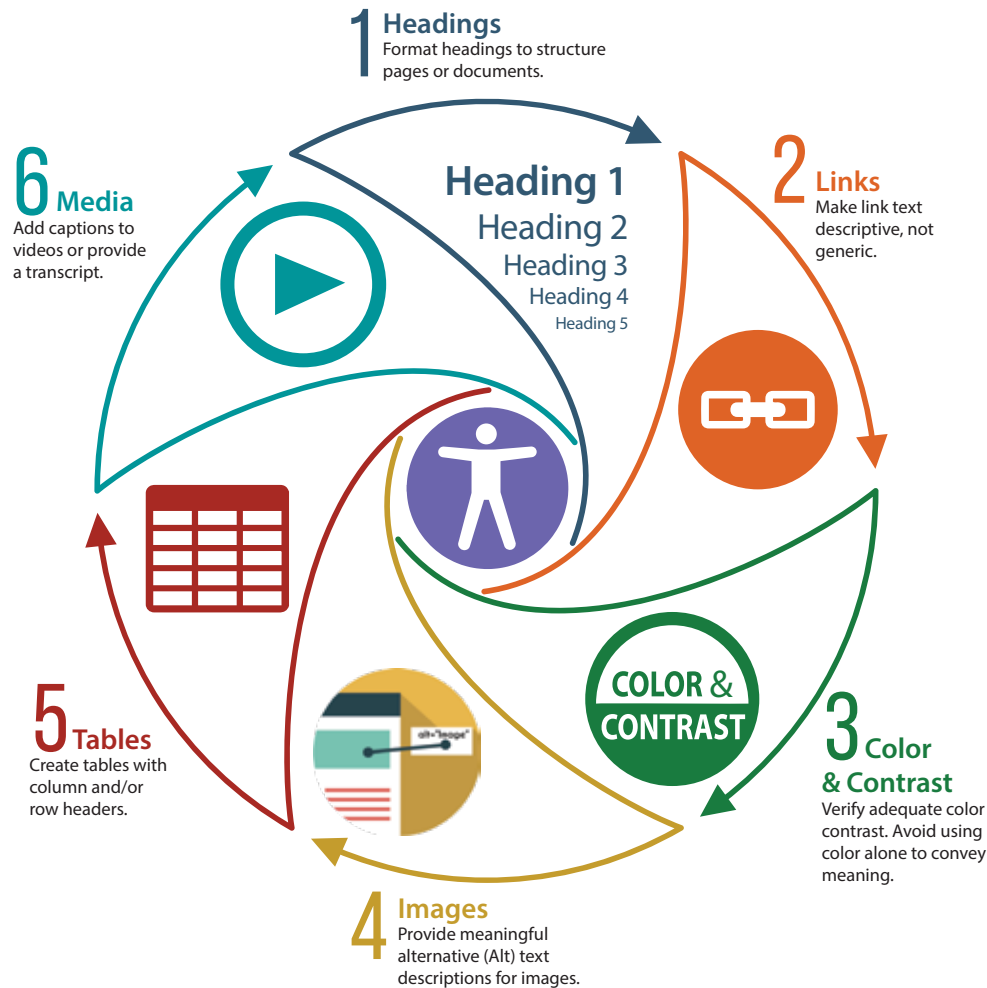 1 Headings
Format headings to structure
pages or documents.
Heading 1
Heading 2
Heading 3
Heading 4
Heading 5
2 Links
Make link text
descriptive, not
generic.
COLOR &
CONTRAST
3 Color
& Contrast
Verify adequate color
contrast. Avoid using
color alone to convey
meaning.
alt="Image"
4 Images
Provide meaningful
alternative (Alt) text
descriptions for images.
5 Tables
Create tables with
column and/or
row headers.
6 Media
Add captions to
videos or provide
a transcript.